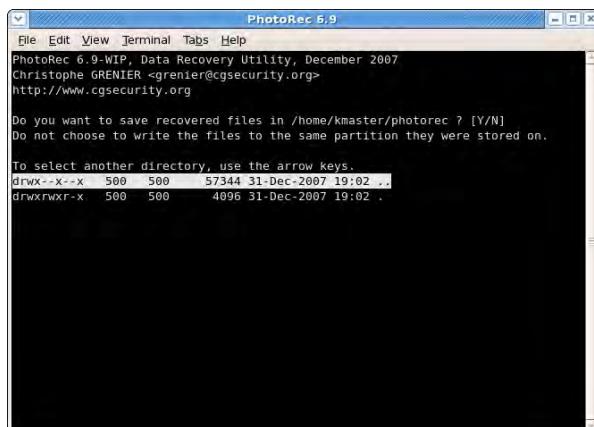 PhotoRec 6.9
File Edit View Terminal Tabs Help
PhotoRec 6.9-WIP, Data Recovery Utility, December 2007
Christophe GRENIER <grenier@cgsecurity.org>
http://www.cgsecurity.org
Do you want to save recovered files in /home/kmaster/photorec ? [Y/N]
Do not choose to write the files to the same partition they were stored on.
To select another directory, use the arrow keys.
drwx--x--x 500 500 57344 31-Dec-2007 19:02 ..
drwxrwxr-x 500 500 4096 31-Dec-2007 19:02 .